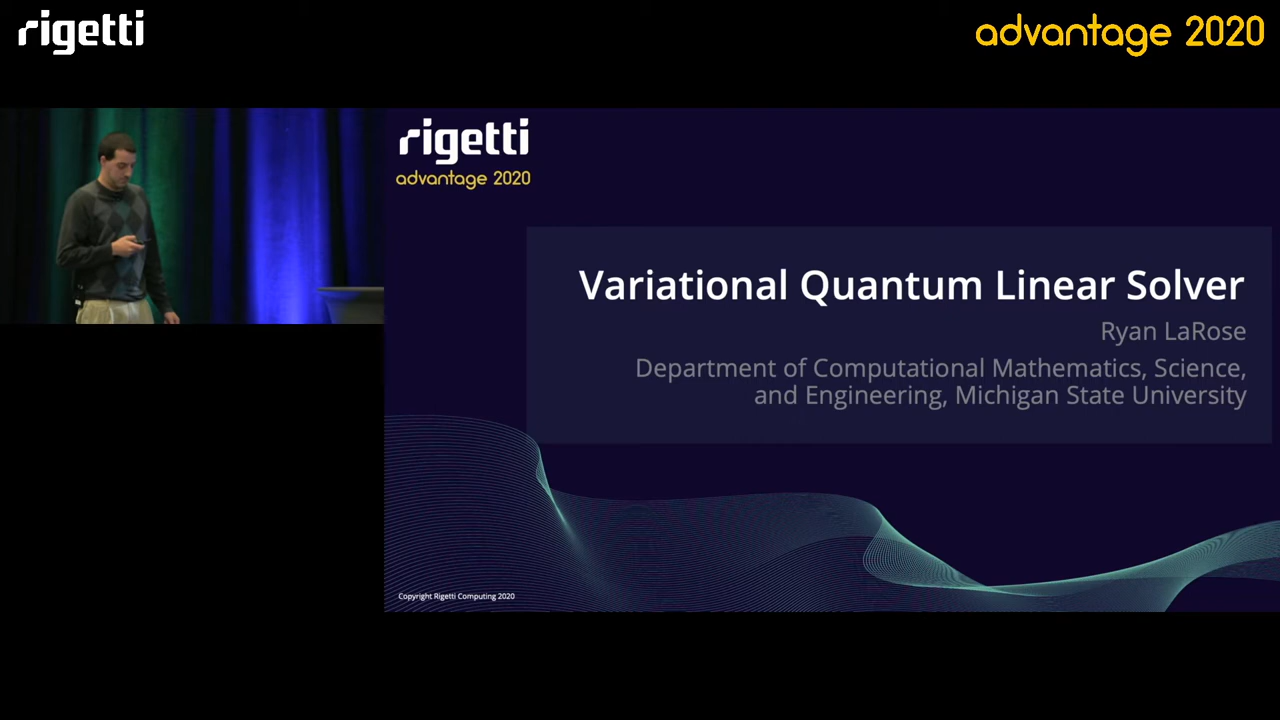 rigetti
advantage 2020
rigetti
advantage 2020
Variational Quantum Linear Solver
Ryan LaRose
Department of Computational Mathematics, Science,
and Engineering, Michigan State University
Copyright Rigetti Computing 2020